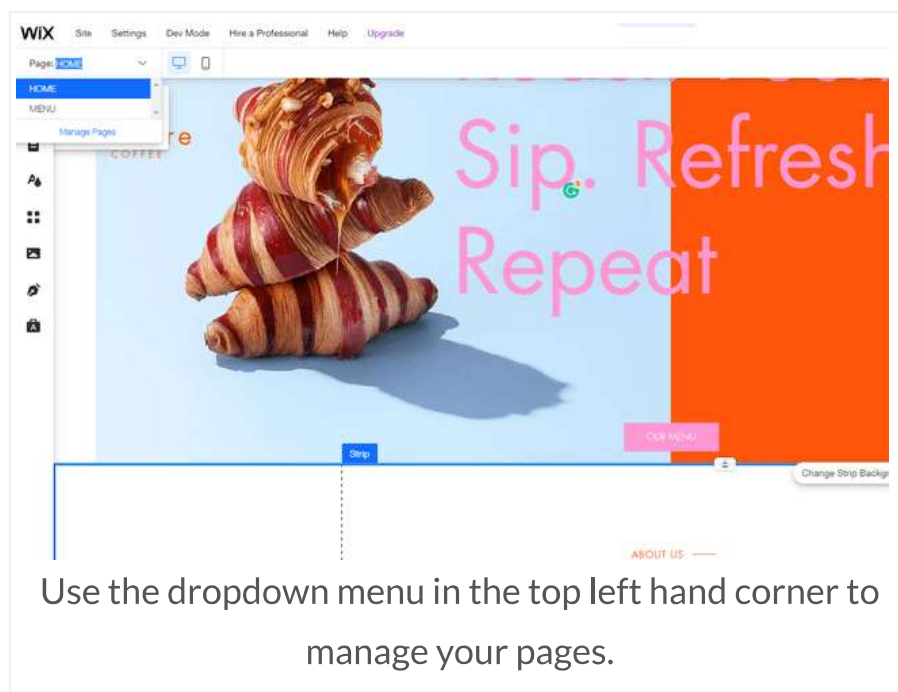 WiX Site Settings Dev Mode Hire a Professional Help Upgrade
Page: HOME
HOME
MENU
Manage Pages
re
COFFEE
Sip. Refresh
Repeat
OUR MENU
Strip
Change Strip Backgr
ABOUT US
Use the dropdown menu in the top left hand corner to
manage your pages.